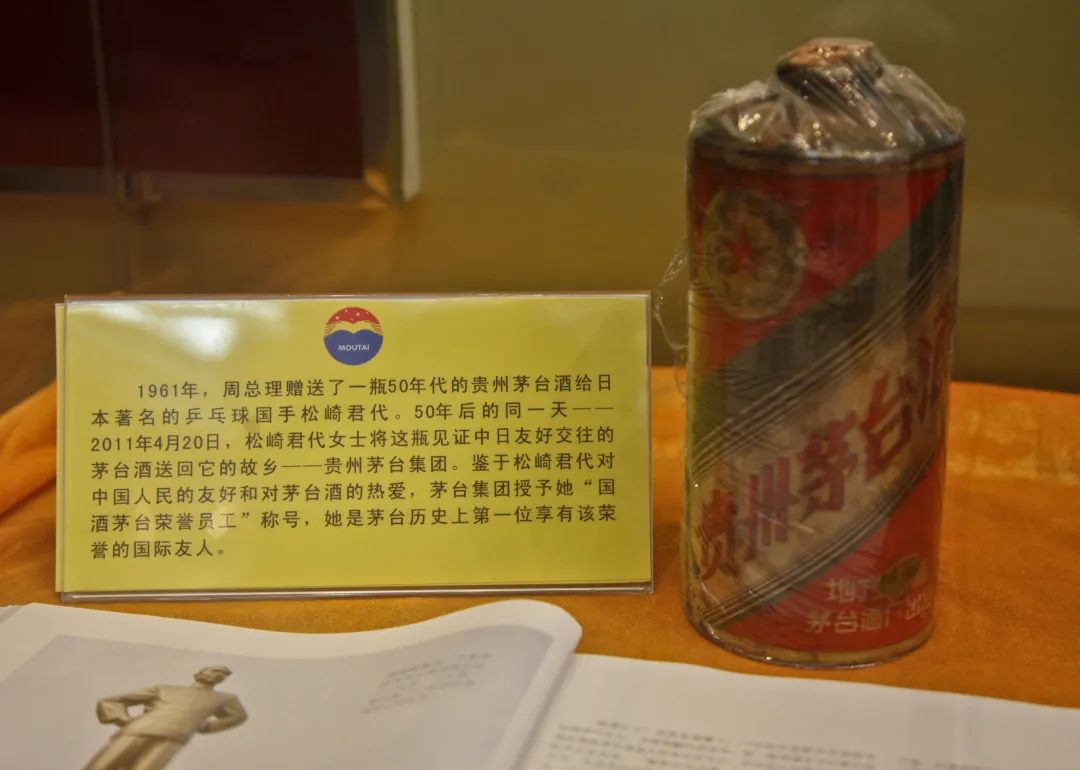 MOUTAI
1961年，周总理赠送了一瓶50年代的贵州茅台酒给日
本著名的乒乓球国手松崎君代。50年后的同一天——
2011年4月20日，松崎君代女士将这瓶见证中日友好交往的
茅台酒送回它的故乡——贵州茅台集团。鉴于松崎君代对
中国人民的友好和对茅台酒的热爱，茅台集团授予她“国
酒茅台荣誉员工”称号，她是茅台历史上第一位享有该荣
誉的国际友人。
贵州茅台酒
茅台酒厂出